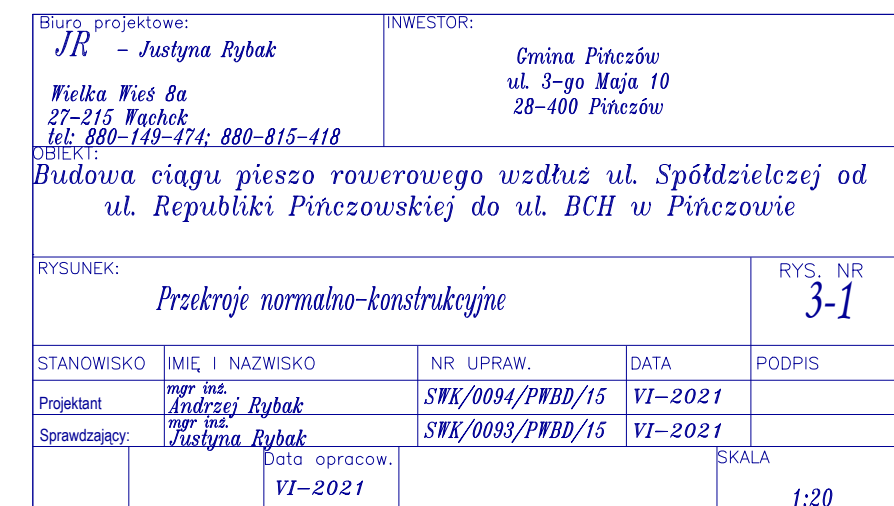 Biuro projektowe:
JR - Justyna Rybak
Wielka Wieś 8a
27-215 Wąchck
tel: 880-149-474; 880-815-418
INWESTOR:
Gmina Pińczów
ul. 3-go Maja 10
28-400 Pińczów
OBIEKT:
Budowa ciągu pieszo rowerowego wzdłuż ul. Spółdzielczej od
ul. Republiki Pińczowskiej do ul. BCH w Pińczowie
RYSUNEK:
Przekroje normalno-konstrukcyjne
RYS. NR
3-1
STANOWISKO IMIĘ I NAZWISKO NR UPRAW. DATA PODPIS
Projektant mgr inż. Andrzej Rybak SWK/0094/PWBD/15 VI-2021
Sprawdzający: mgr inż. Justyna Rybak SWK/0093/PWBD/15 VI-2021
Data opracow.
VI-2021
SKALA
1:20